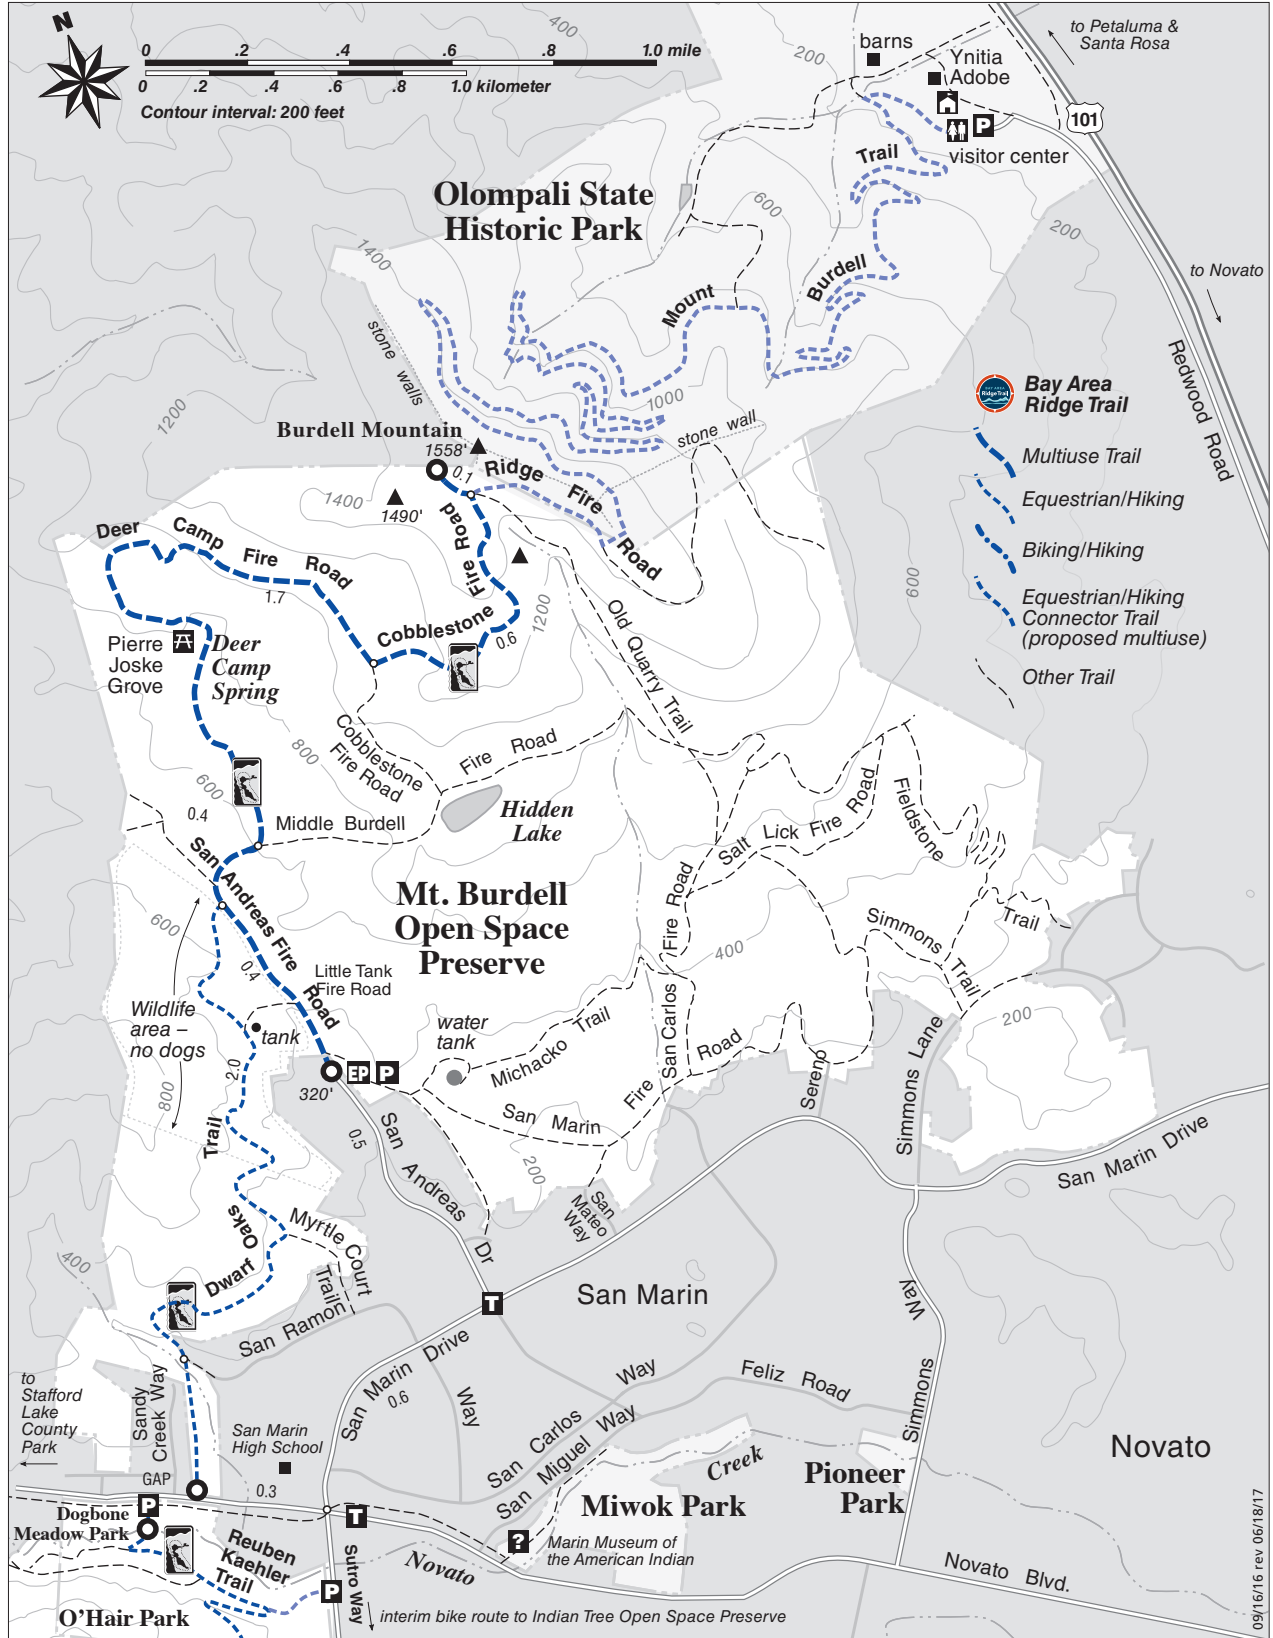 N
0 .2 .4 .6 .8 1.0 mile
0 .2 .4 .6 .8 1.0 kilometer
Contour interval: 200 feet
400
200
barns
Ynitia
Adobe
P
visitor center
to Petaluma &
Santa Rosa
101
Trail
Olompali State
Historic Park
600
200
1400
to Novato
Burdell
Mount
stone walls
Redwood Road
1200
1000
stone wall
BAY AREA
Ridge Trail
Bay Area
Ridge Trail
Multiuse Trail
Equestrian/Hiking
Biking/Hiking
Equestrian/Hiking
Connector Trail
(proposed multiuse)
Other Trail
Burdell Mountain
1558'
0.1
Ridge Fire Road
1400
1490'
Fire Road
Deer Camp Fire Road
1.7
600
Cobblestone
0.6
1200
Old Quarry Trail
Pierre
Joske
Grove
Deer
Camp
Spring
Cobblestone
Fire Road
Fire Road
800
600
0.4
Middle Burdell
Hidden
Lake
Salt Lick Fire Road
Fieldstone
Trail
San Andreas Fire Road
Mt. Burdell
Open Space
Preserve
Fire Road
400
Simmons Trail
600
0.4
Little Tank
Fire Road
Wildlife
area –
no dogs
tank
water
tank
Michacko Trail
San Carlos
Road
200
2.0
800
320'
EP P
San Marin
Fire
Sereno
Simmons Lane
Trail
0.5
San Andreas Dr
200
San
Mateo
Way
San Marin Drive
Oaks
Myrtle Court
Trail
Dwarf
400
San Ramon
T
San Marin
Way
to
Stafford
Lake
County
Park
Sandy
Creek Way
San Marin Drive
0.6
Way
Way
San Carlos
San Miguel Way
Feliz Road
Simmons
San Marin
High School
GAP
0.3
Creek
Pioneer
Park
Novato
P
Dogbone
Meadow Park
T
Miwok Park
?
Marin Museum of
the American Indian
Reuben
Kaehler
Trail
Sutro Way
Novato
Novato Blvd.
P
O'Hair Park
interim bike route to Indian Tree Open Space Preserve
09/16/16 rev 06/18/17